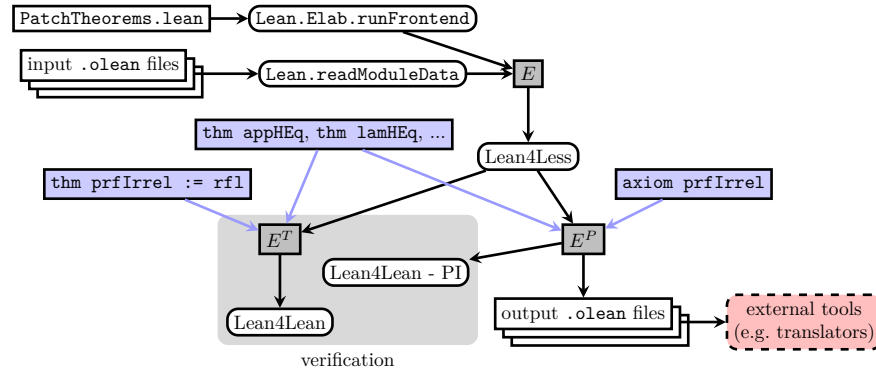 PatchTheorems.lean
Lean.Elab.runFrontend
input .olean files
Lean.readModuleData
E
thm appHEq, thm lamHEq, ...
Lean4Less
thm prfIrrel := rfl
axiom prfIrrel
E^T
E^P
Lean4Lean - PI
Lean4Lean
output .olean files
external tools
(e.g. translators)
verification